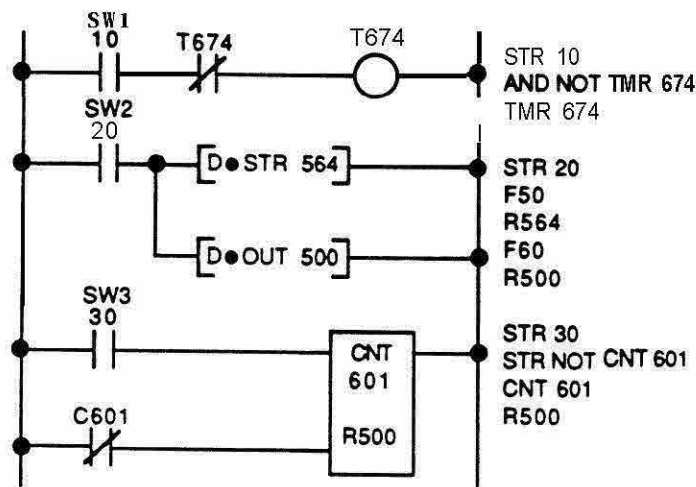 SW1
10
T674
T674
STR 10
AND NOT TMR 674
TMR 674
SW2
20
D●STR 564
STR 20
F50
R564
F60
R500
D●OUT 500
SW3
30
CNT
601
R500
STR 30
STR NOT CNT 601
CNT 601
R500
C601